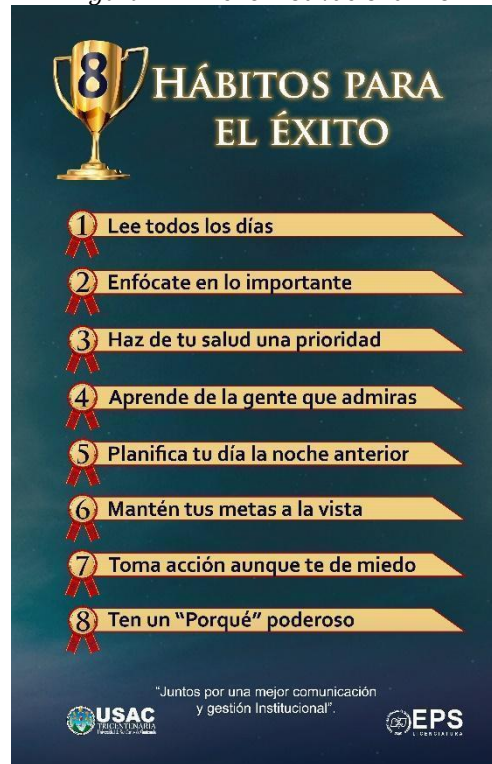 8
HÁBITOS PARA
EL ÉXITO
1 Lee todos los días
2 Enfócate en lo importante
3 Haz de tu salud una prioridad
4 Aprende de la gente que admiras
5 Planifica tu día la noche anterior
6 Mantén tus metas a la vista
7 Toma acción aunque te de miedo
8 Ten un "Porqué" poderoso
"Juntos por una mejor comunicación
y gestión Institucional".
USAC
TRICENTENARIA
EPS
LICENCIATURA